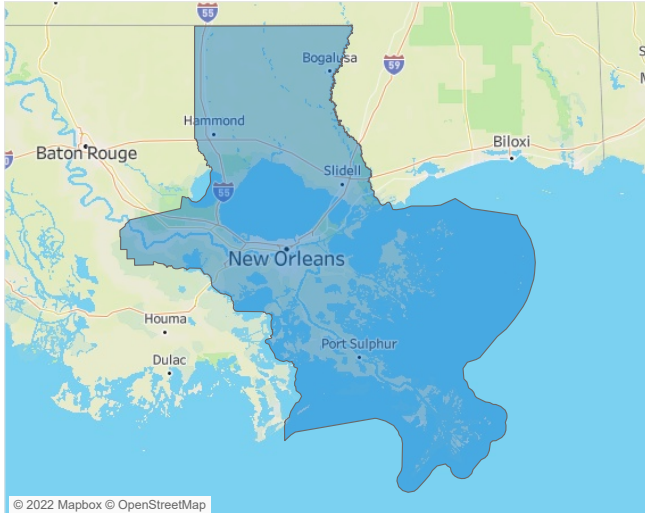 55
Bogalusa
59
S
Hammond
Biloxi
Baton Rouge
Slidell
55
New Orleans
Houma
Port Sulphur
Dulac
© 2022 Mapbox © OpenStreetMap